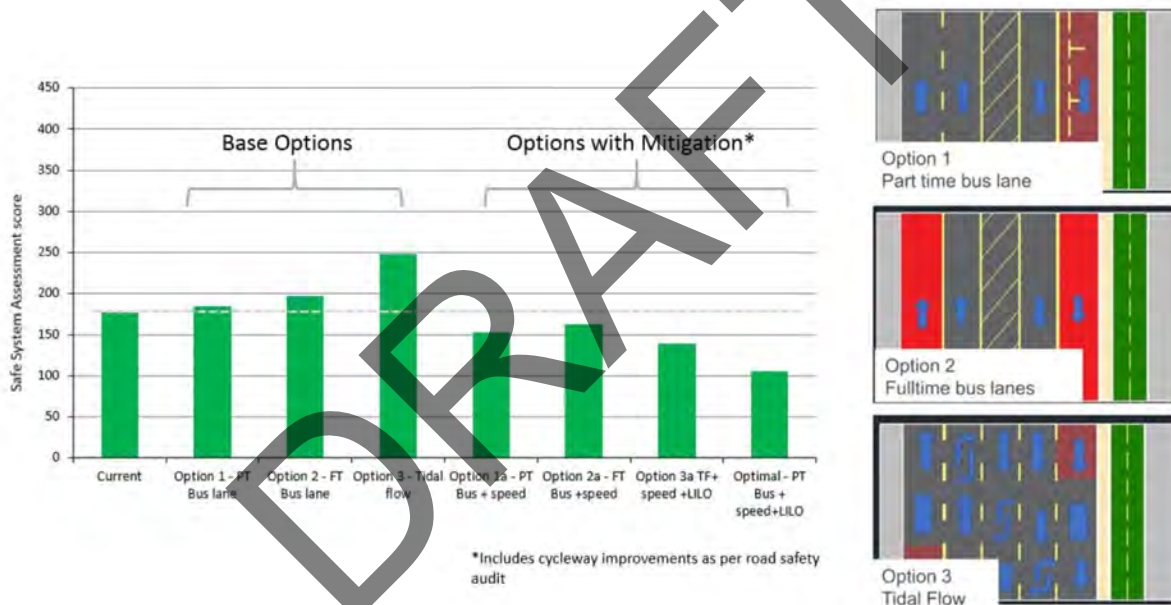 DRAFT
450
400
350
300
250
200
150
100
50
0
Safe System Assessment score
Base Options
Options with Mitigation*
Current
Option 1 - PT
Bus lane
Option 2 - FT
Bus lane
Option 3 - Tidal
flow
Option 1a - PT
Bus + speed
Option 2a - FT
Bus +speed
Option 3a TF+
speed +LILO
Optimal - PT
Bus +
speed+LILO
*Includes cycleway improvements as per road safety
audit
Option 1
Part time bus lane
Option 2
Fulltime bus lanes
Option 3
Tidal Flow